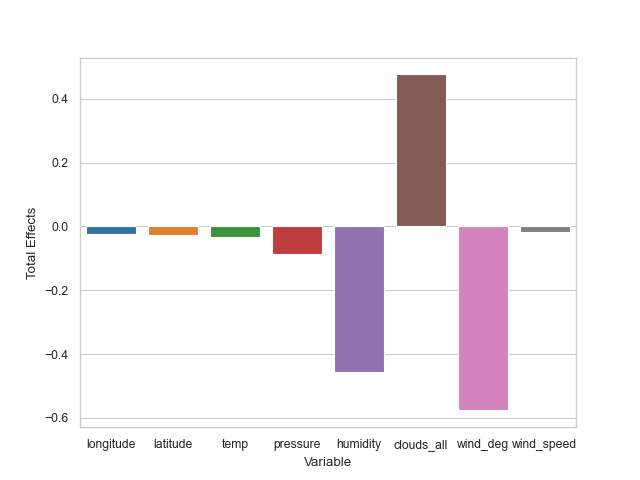 Total Effects
0.4
0.2
0.0
−0.2
−0.4
−0.6
longitude latitude temp pressure humidity clouds_all wind_deg wind_speed
Variable